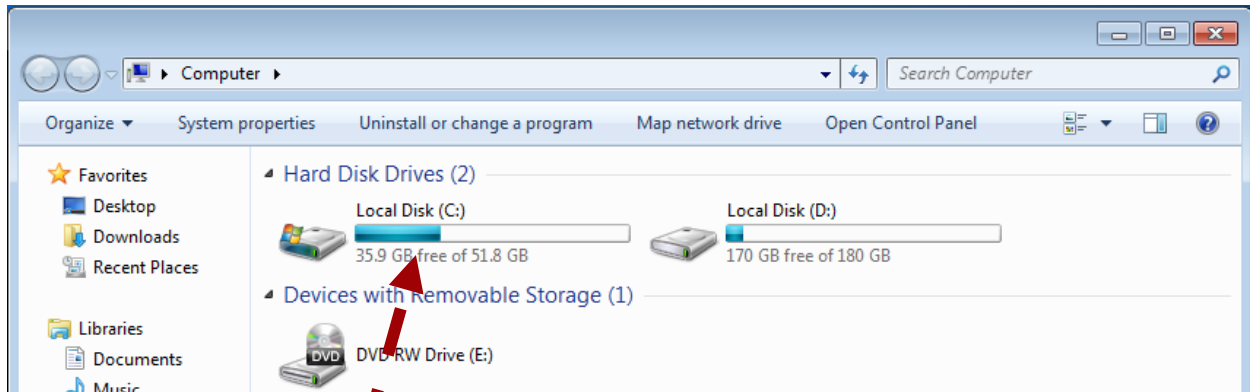 Computer
Search Computer
Organize System properties Uninstall or change a program Map network drive Open Control Panel
Favorites
Desktop
Downloads
Recent Places
Libraries
Documents
Music
Hard Disk Drives (2)
Local Disk (C:)
35.9 GB free of 51.8 GB
Local Disk (D:)
170 GB free of 180 GB
Devices with Removable Storage (1)
DVD
DVD RW Drive (E:)